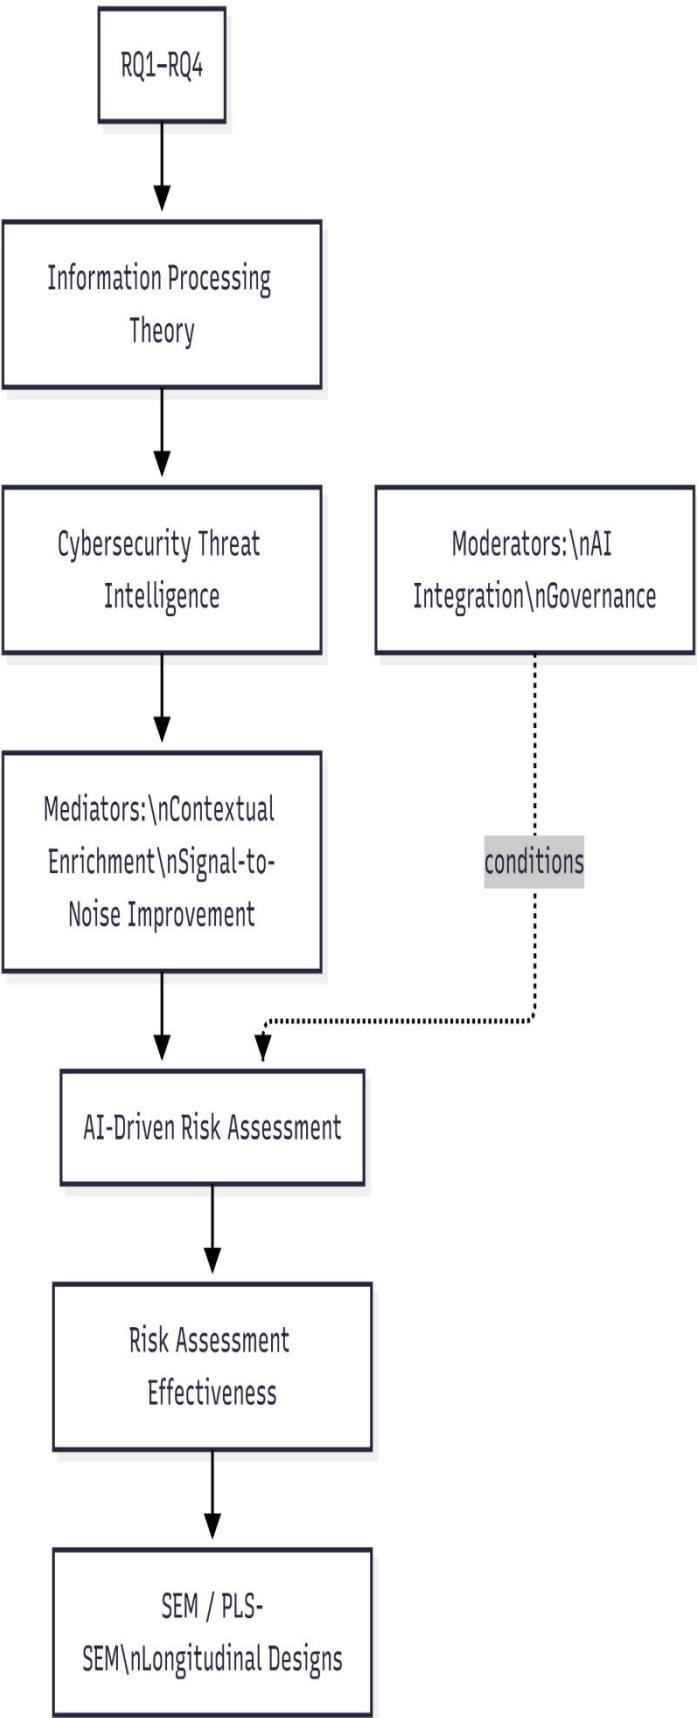 RQ1–RQ4
Information Processing
Theory
Cybersecurity Threat
Intelligence
Moderators:\nAI
Integration\nGovernance
Mediators:\nContextual
Enrichment\nSignal-to-
Noise Improvement
conditions
AI-Driven Risk Assessment
Risk Assessment
Effectiveness
SEM / PLS-
SEM\nLongitudinal Designs